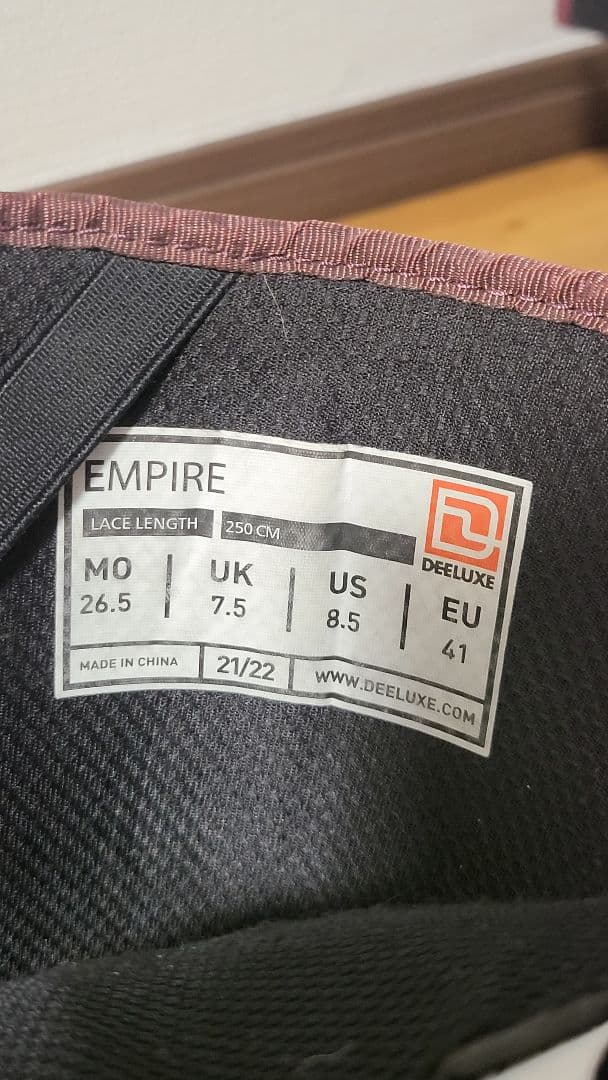 EMPIRE
LACE LENGTH 250 CM
DEELUXE
MO UK US EU
26.5 7.5 8.5 41
MADE IN CHINA 21/22 WWW.DEELUXE.COM